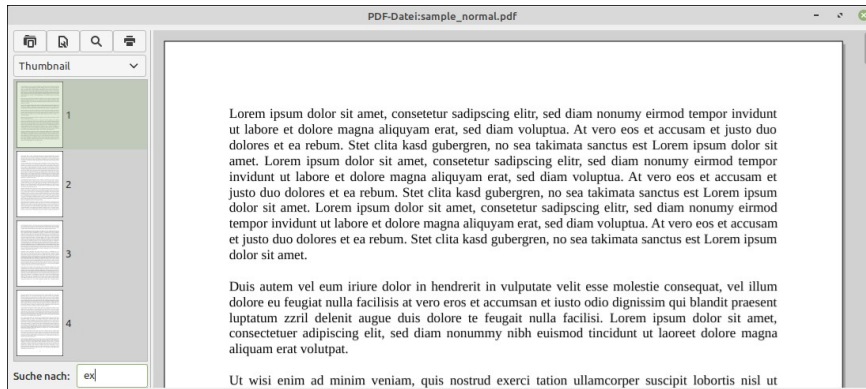 PDF-Datei:sample_normal.pdf
Thumbnail
1
2
3
4
Suche nach: ex
Lorem ipsum dolor sit amet, consetetur sadipscing elitr, sed diam nonumy eirmod tempor invidunt
ut labore et dolore magna aliquyam erat, sed diam voluptua. At vero eos et accusam et justo duo
dolores et ea rebum. Stet clita kasd gubergren, no sea takimata sanctus est Lorem ipsum dolor sit
amet. Lorem ipsum dolor sit amet, consetetur sadipscing elitr, sed diam nonumy eirmod tempor
invidunt ut labore et dolore magna aliquyam erat, sed diam voluptua. At vero eos et accusam et
justo duo dolores et ea rebum. Stet clita kasd gubergren, no sea takimata sanctus est Lorem ipsum
dolor sit amet. Lorem ipsum dolor sit amet, consetetur sadipscing elitr, sed diam nonumy eirmod
tempor invidunt ut labore et dolore magna aliquyam erat, sed diam voluptua. At vero eos et accusam
et justo duo dolores et ea rebum. Stet clita kasd gubergren, no sea takimata sanctus est Lorem ipsum
dolor sit amet.
Duis autem vel eum iriure dolor in hendrerit in vulputate velit esse molestie consequat, vel illum
dolore eu feugiat nulla facilisis at vero eros et accumsan et iusto odio dignissim qui blandit praesent
luptatum zzril delenit augue duis dolore te feugait nulla facilisi. Lorem ipsum dolor sit amet,
consectetuer adipiscing elit, sed diam nonummy nibh euismod tincidunt ut laoreet dolore magna
aliquam erat volutpat.
Ut wisi enim ad minim veniam, quis nostrud exerci tation ullamcorper suscipit lobortis nisl ut